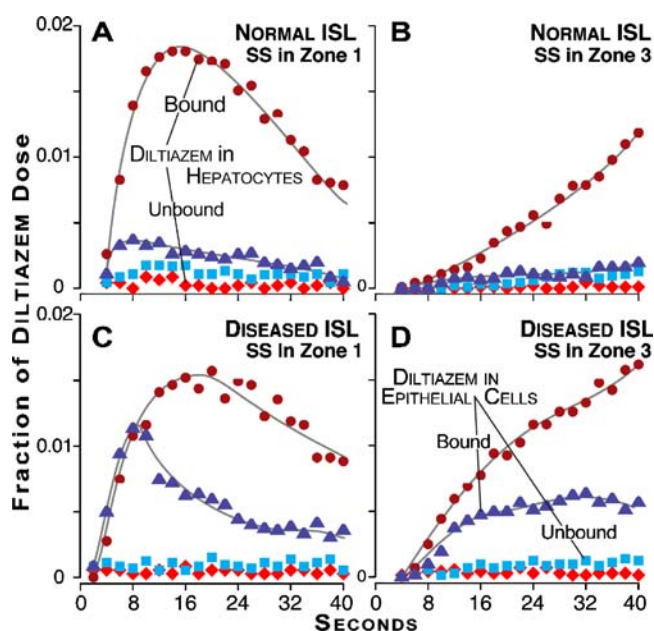 A
NORMAL ISL
SS in Zone 1
B
NORMAL ISL
SS in Zone 3
0.02
0.01
0
Bound
DILTIAZEM in
HEPATOCYTES
Unbound
0
C
DISEASED ISL
SS In Zone 1
D
DISEASED ISL
SS in Zone 3
0.02
0.01
0
DILTIAZEM IN
EPITHELIAL CELLS
Bound
Unbound
0 8 16 24 32 40
0 8 16 24 32 40
SECONDS
Fraction of DILTIAZEM Dose